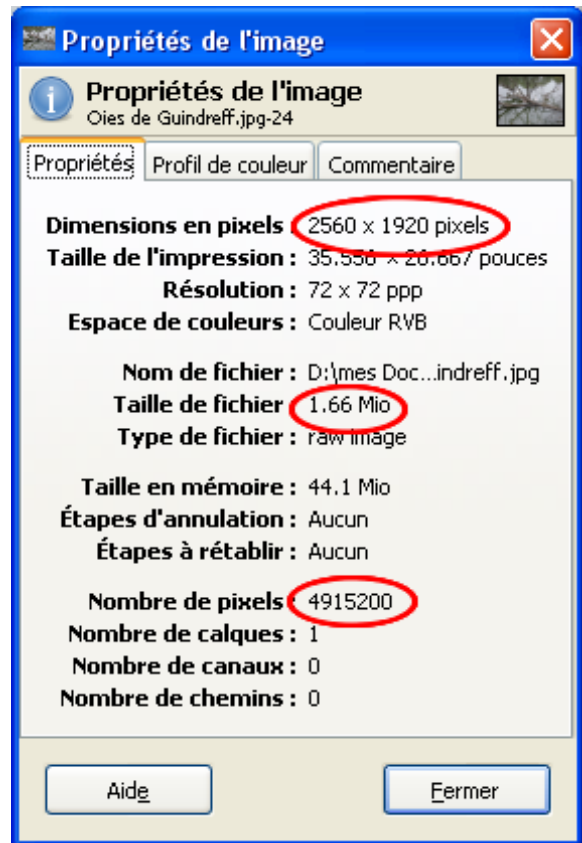 Propriétés de l'image
Propriétés de l'image
Oies de Guindreff.jpg-24
Propriétés Profil de couleur Commentaire
Dimensions en pixels : 2560 x 1920 pixels
Taille de l'impression : 35.556 × 26.667 pouces
Résolution : 72 x 72 ppp
Espace de couleurs : Couleur RVB
Nom de fichier : D:\mes Doc...indreff.jpg
Taille de fichier : 1.66 Mio
Type de fichier : raw image
Taille en mémoire : 44.1 Mio
Étapes d'annulation : Aucun
Étapes à rétablir : Aucun
Nombre de pixels : 4915200
Nombre de calques : 1
Nombre de canaux : 0
Nombre de chemins : 0
Aide Fermer